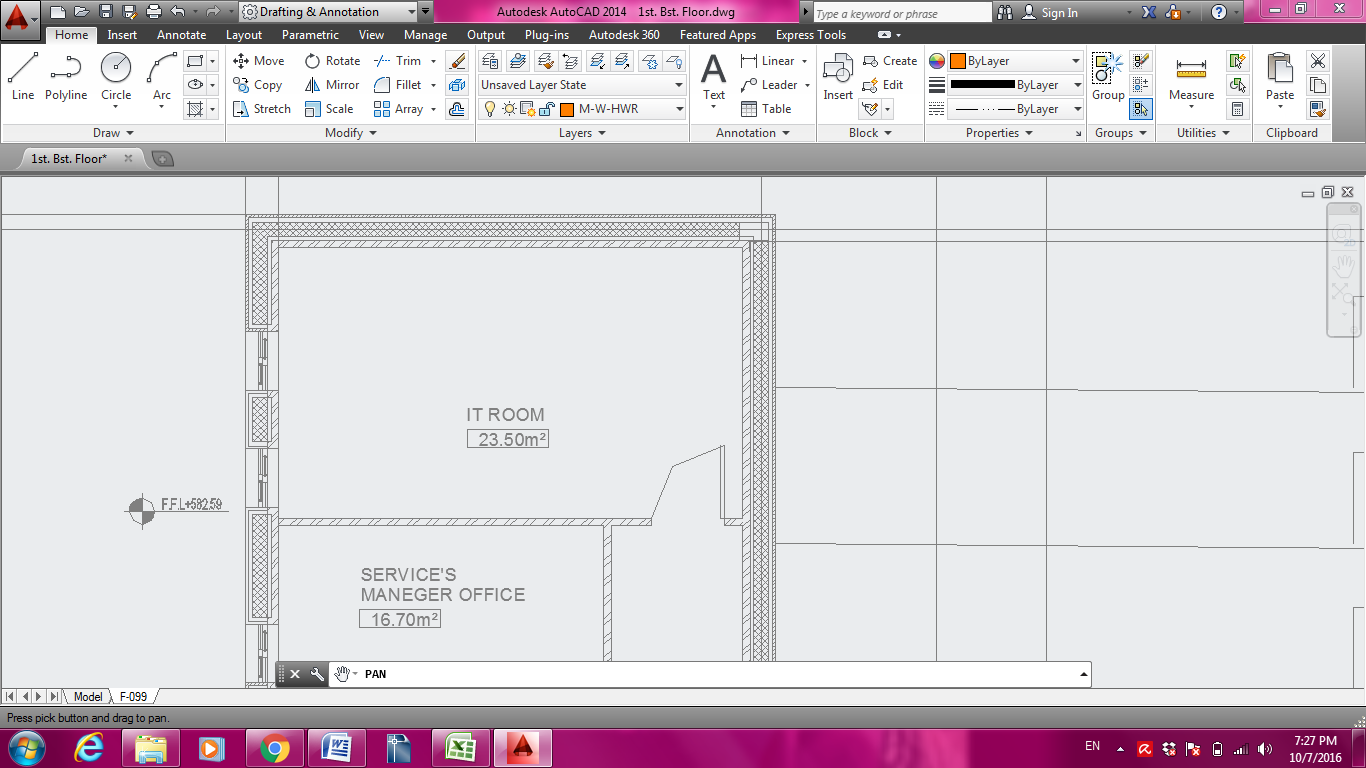 Drafting & Annotation
Autodesk AutoCAD 2014 1st. Bst. Floor.dwg
Type a keyword or phrase
Sign In
Home Insert Annotate Layout Parametric View Manage Output Plug-ins Autodesk 360 Featured Apps Express Tools
Line Polyline Circle Arc
Move Rotate Trim
Copy Mirror Fillet
Stretch Scale Array
Unsaved Layer State
M-W-HWR
Text
Linear
Leader
Table
Insert
Create
Edit
ByLayer
ByLayer
ByLayer
Group
Measure
Paste
Draw Modify Layers Annotation Block Properties Groups Utilities Clipboard
1st. Bst. Floor*
2D
IT ROOM
23.50m²
F.F.L+582.59
SERVICE'S
MANEGER OFFICE
16.70m²
PAN
Model F-099
Press pick button and drag to pan.
EN
7:27 PM
10/7/2016